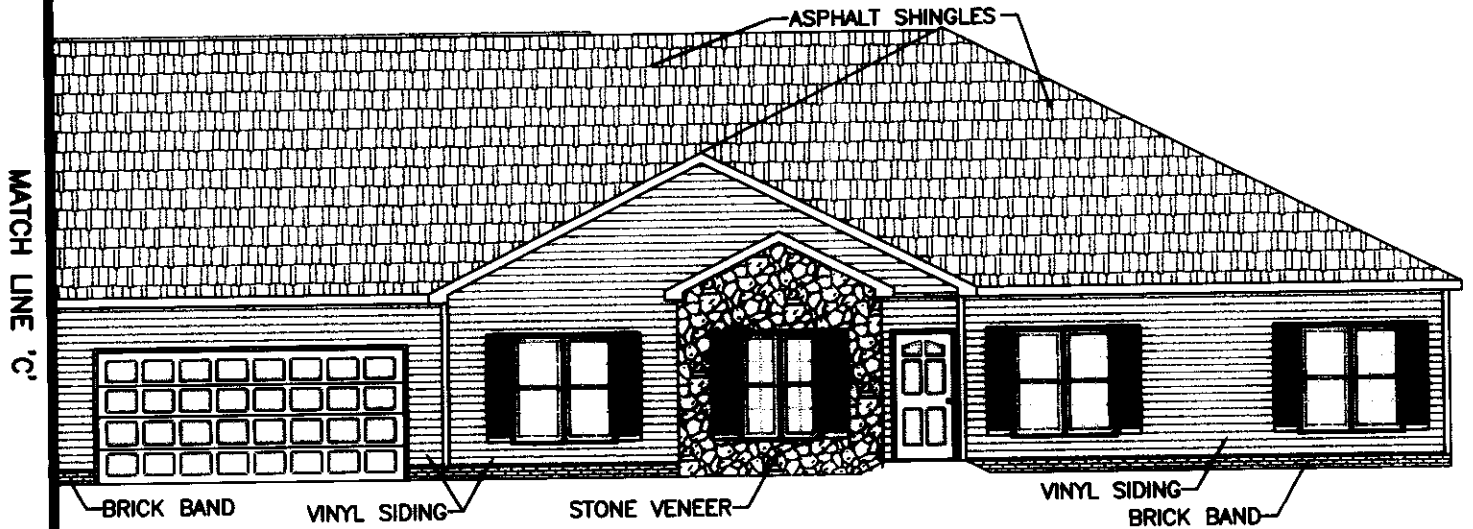 ASPHALT SHINGLES
MATCH LINE 'C'
BRICK BAND
VINYL SIDING
STONE VENEER
VINYL SIDING
BRICK BAND